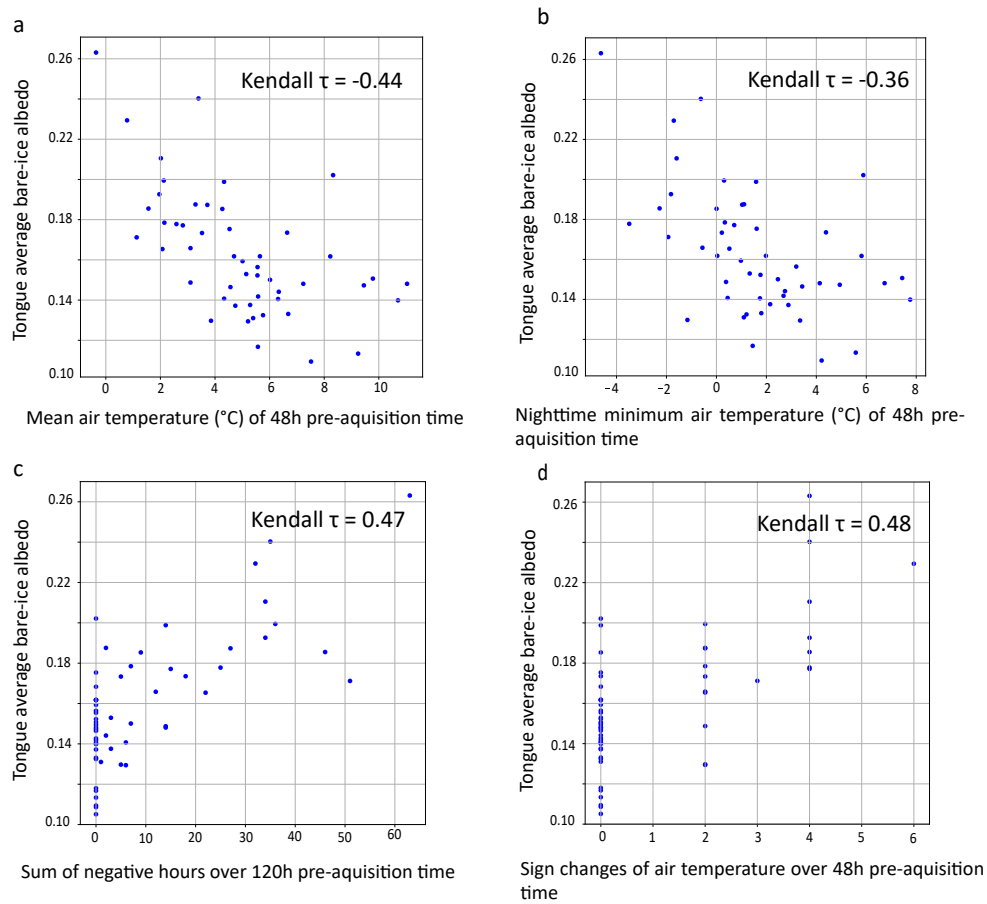 a
Kendall τ = -0.44
Tongue average bare-ice albedo
0.26
0.22
0.18
0.14
0.10
0 2 4 6 8 10
Mean air temperature (°C) of 48h pre-aquisition time
b
Kendall τ = -0.36
Tongue average bare-ice albedo
0.26
0.22
0.18
0.14
0.10
−4 −2 0 2 4 6 8
Nighttime minimum air temperature (°C) of 48h pre-
aquisition time
c
Kendall τ = 0.47
Tongue average bare-ice albedo
0.26
0.22
0.18
0.14
0.10
0 10 20 30 40 50 60
Sum of negative hours over 120h pre-aquisition time
d
Kendall τ = 0.48
Tongue average bare-ice albedo
0.26
0.22
0.18
0.14
0.10
0 1 2 3 4 5 6
Sign changes of air temperature over 48h pre-aquisition
time